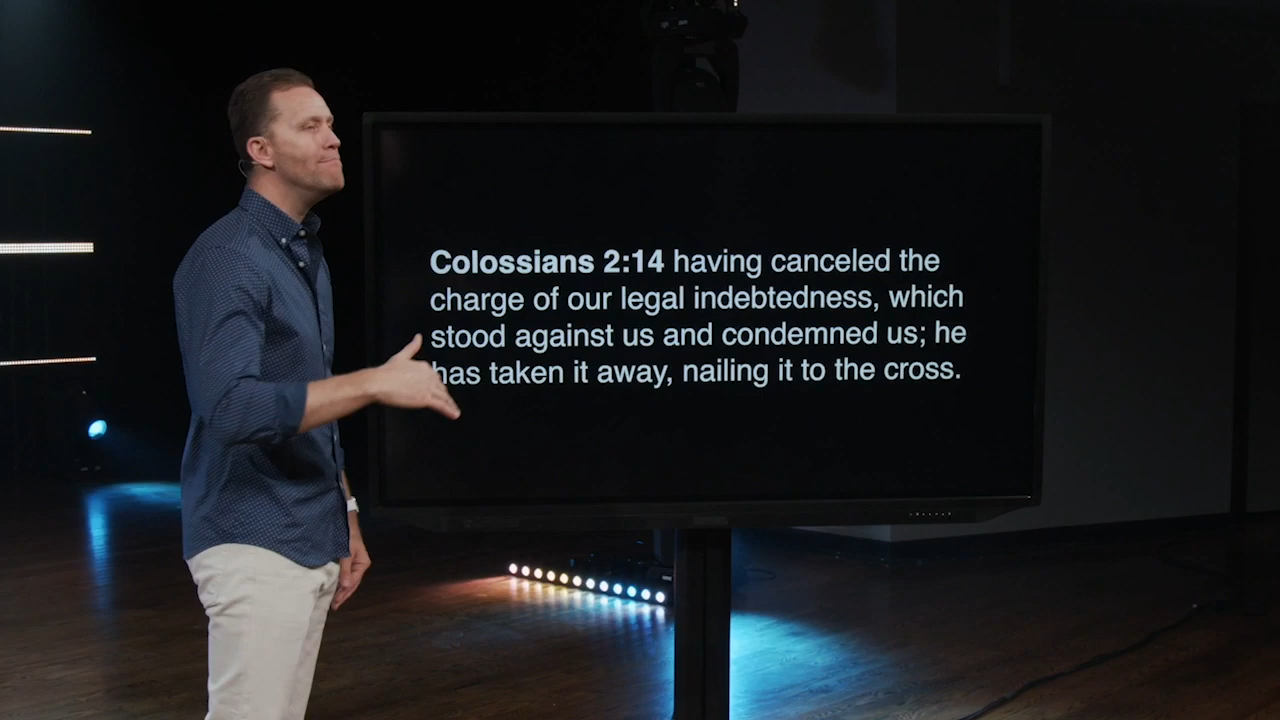 Colossians 2:14 having canceled the
charge of our legal indebtedness, which
stood against us and condemned us; he
has taken it away, nailing it to the cross.